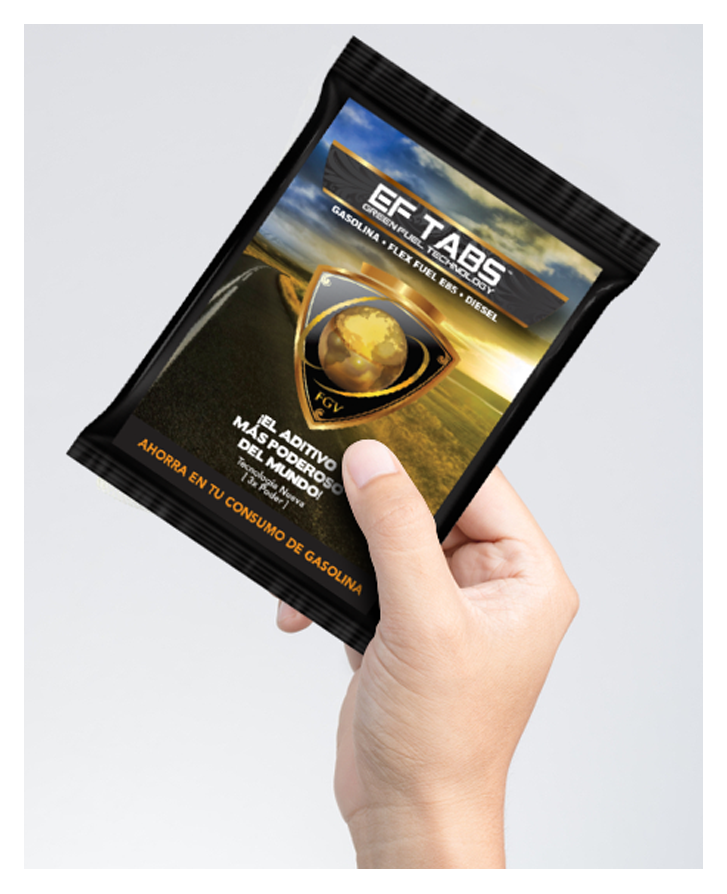 EF TABS™
GREEN FUEL TECHNOLOGY
GASOLINA • FLEX FUEL E85 • DIESEL
FGV
¡EL ADITIVO
MÁS PODEROSO
DEL MUNDO!
Tecnología Nueva
[ 3x Poder ]
AHORRA EN TU CONSUMO DE GASOLINA